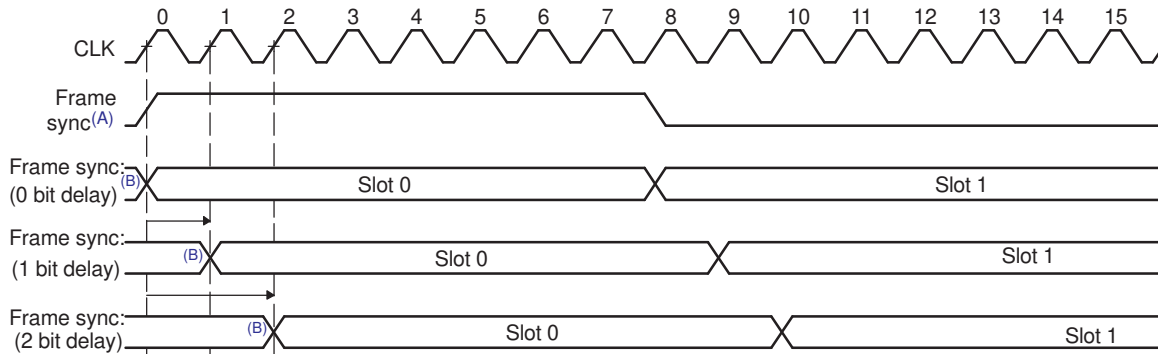 0 1 2 3 4 5 6 7 8 9 10 11 12 13 14 15
CLK
Frame
sync(A)
Frame sync:
(B)
(0 bit delay)
Slot 0
Slot 1
Frame sync:
(B)
(1 bit delay)
Slot 0
Slot 1
Frame sync:
(B)
(2 bit delay)
Slot 0
Slot 1